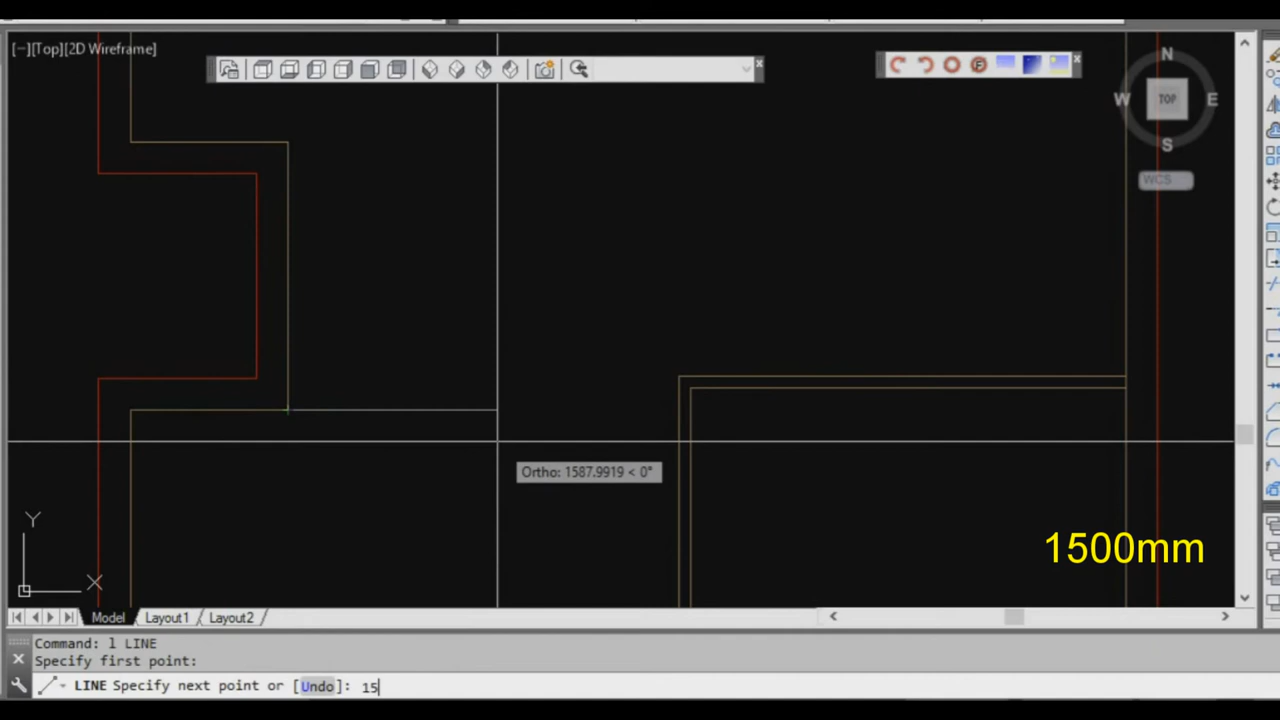 [−][Top][2D Wireframe]
N
W
TOP
E
S
WCS
Ortho: 1587.9919 < 0°
1500mm
Y
X
Model
Layout1
Layout2
Command: l LINE
Specify first point:
LINE Specify next point or [Undo]: 15